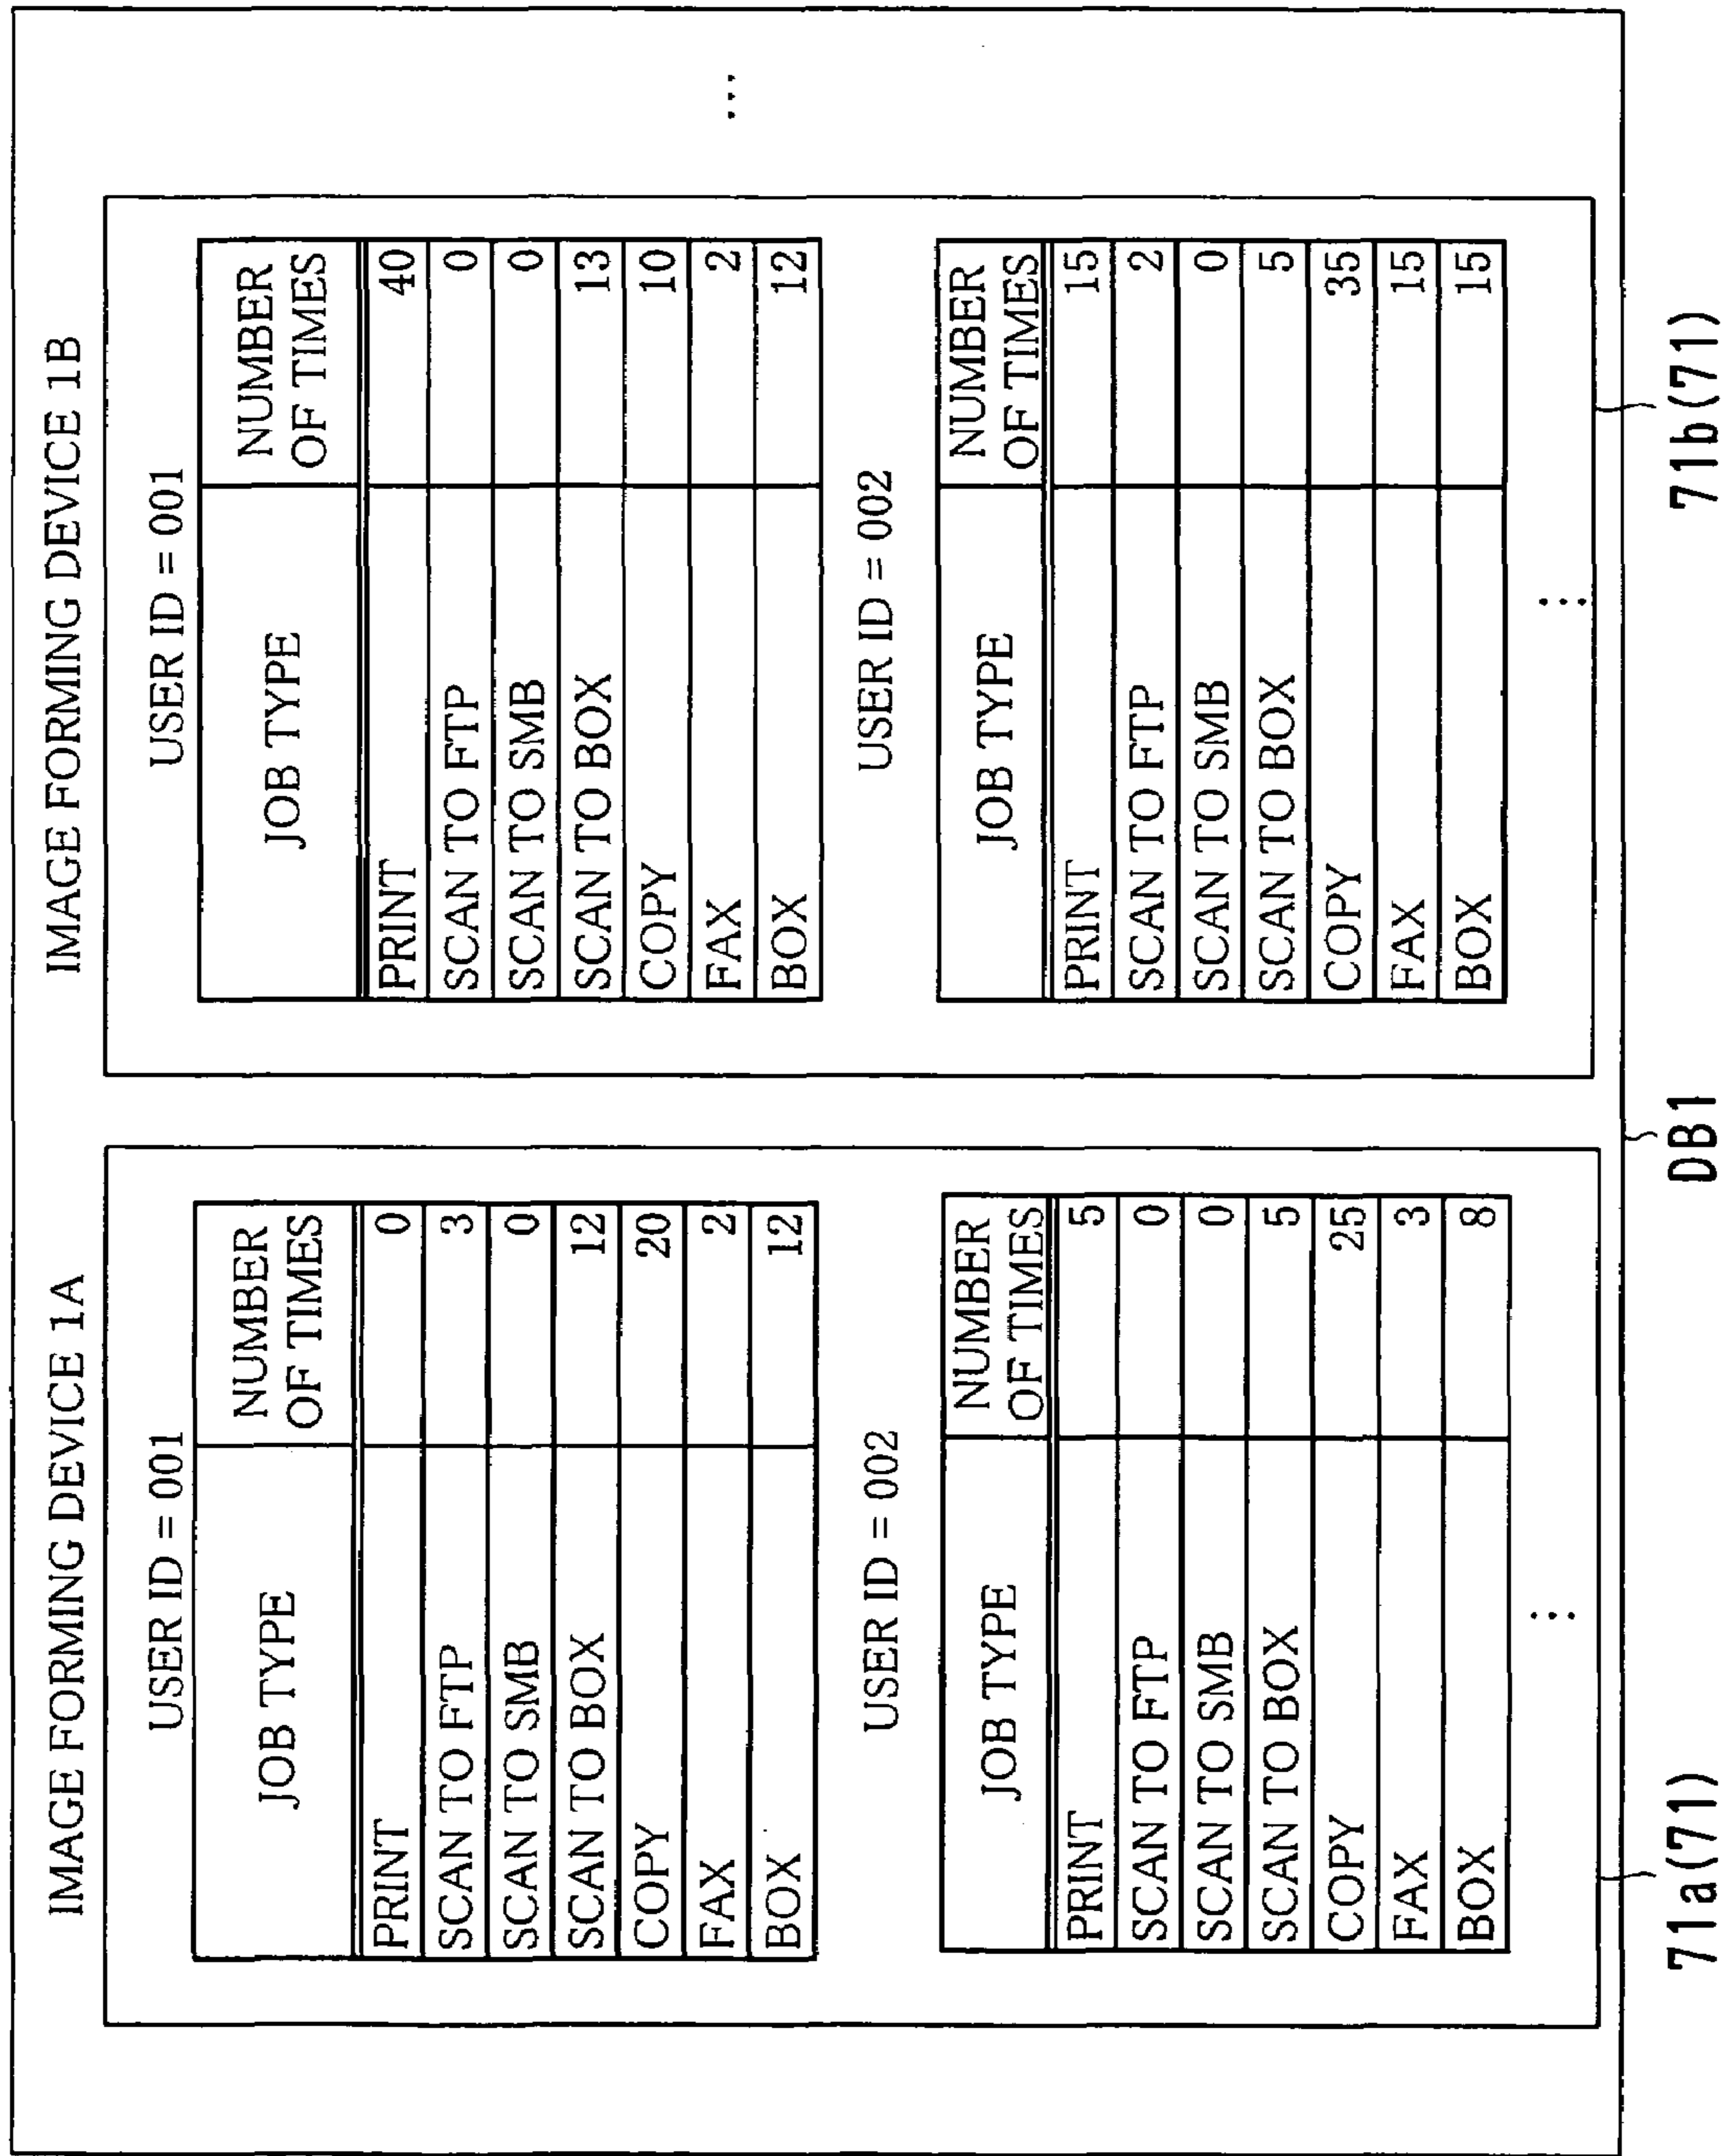 IMAGE FORMING DEVICE 1A
USER ID = 001
JOB TYPE NUMBER OF TIMES
PRINT 0
SCAN TO FTP 3
SCAN TO SMB 0
SCAN TO BOX 12
COPY 20
FAX 2
BOX 12
USER ID = 002
JOB TYPE NUMBER OF TIMES
PRINT 5
SCAN TO FTP 0
SCAN TO SMB 0
SCAN TO BOX 5
COPY 25
FAX 3
BOX 8
⋮
71a(71)
IMAGE FORMING DEVICE 1B
USER ID = 001
JOB TYPE NUMBER OF TIMES
PRINT 40
SCAN TO FTP 0
SCAN TO SMB 0
SCAN TO BOX 13
COPY 10
FAX 2
BOX 12
USER ID = 002
JOB TYPE NUMBER OF TIMES
PRINT 15
SCAN TO FTP 2
SCAN TO SMB 0
SCAN TO BOX 5
COPY 35
FAX 15
BOX 15
⋮
71b(71)
...
DB1